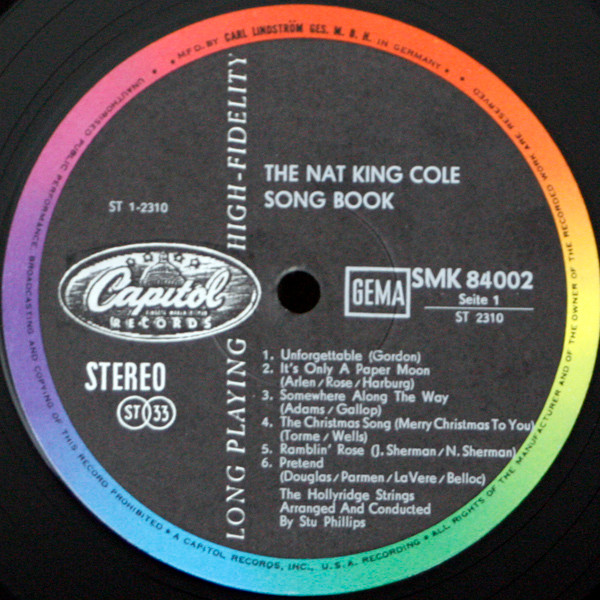 MFD. BY CARL LINDSTRÖM GES. M. B. H. IN GERMANY
ALL RIGHTS OF THE MANUFACTURER AND OF THE OWNER OF THE RECORDED WORK ARE RESERVED
UNAUTHORISED PUBLIC PERFORMANCE, BROADCASTING AND COPYING OF THIS RECORD PROHIBITED • A CAPITOL RECORDS, INC., U.S.A. RECORDING •
LONG PLAYING HIGH-FIDELITY
THE NAT KING COLE
SONG BOOK
ST 1-2310
Capitol
RECORDS
STEREO
ST 33
GEMA
SMK 84002
Seite 1
ST 2310
1. Unforgettable (Gordon)
2. It's Only A Paper Moon
(Arlen/Rose/Harburg)
3. Somewhere Along The Way
(Adams/Gallop)
4. The Christmas Song (Merry Christmas To You)
(Torme/Wells)
5. Ramblin' Rose (J. Sherman/N. Sherman)
6. Pretend
(Douglas/Parmen/LaVere/Belloc)
The Hollyridge Strings
Arranged And Conducted
By Stu Phillips